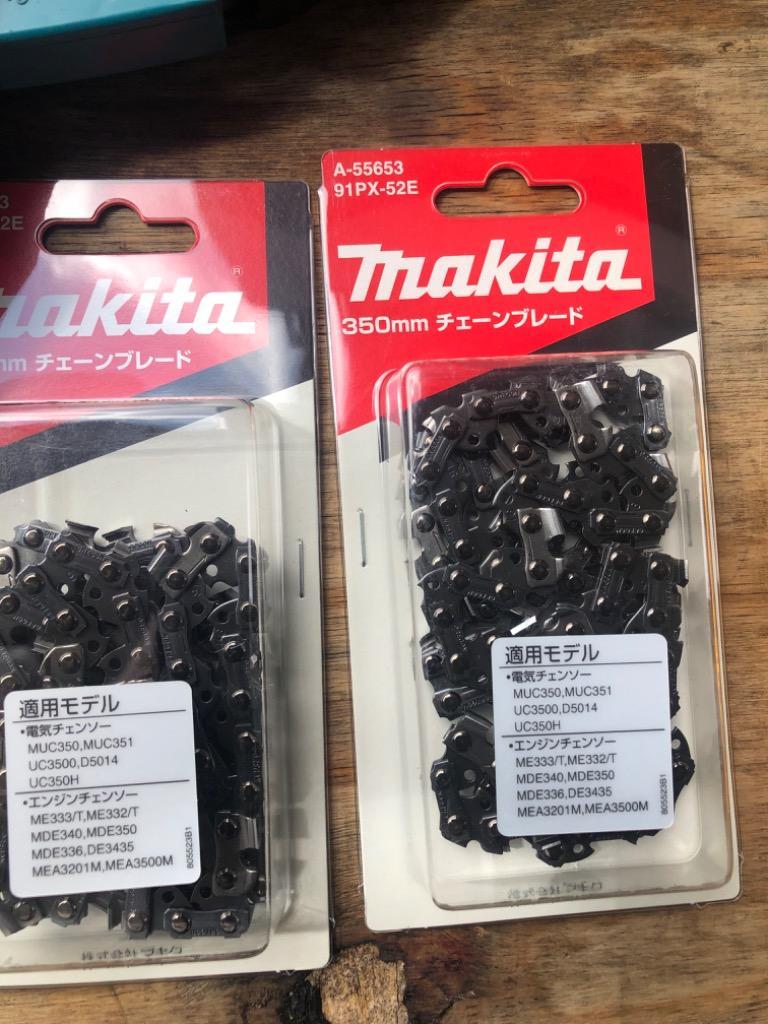 A-55653
91PX-52E
makita®
350mm チェーンブレード
適用モデル
・電気チェンソー
MUC350,MUC351
UC3500,D5014
UC350H
・エンジンチェンソー
ME333/T,ME332/T
MDE340,MDE350
MDE336,DE3435
MEA3201M,MEA3500M
805523B1
3
2E
akita®
mm チェーンブレード
適用モデル
・電気チェンソー
MUC350,MUC351
UC3500,D5014
UC350H
・エンジンチェンソー
ME333/T,ME332/T
MDE340,MDE350
MDE336,DE3435
MEA3201M,MEA3500M
805523B1